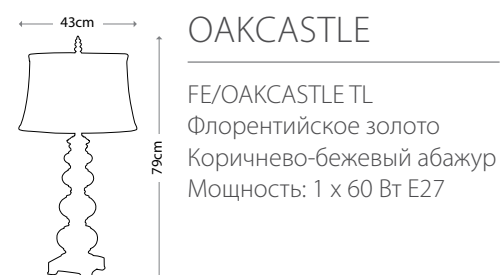 43cm
79cm
OAKCASTLE
FE/OAKCASTLE TL
Флорентийское золото
Коричнево-бежевый абажур
Мощность: 1 x 60 Вт E27